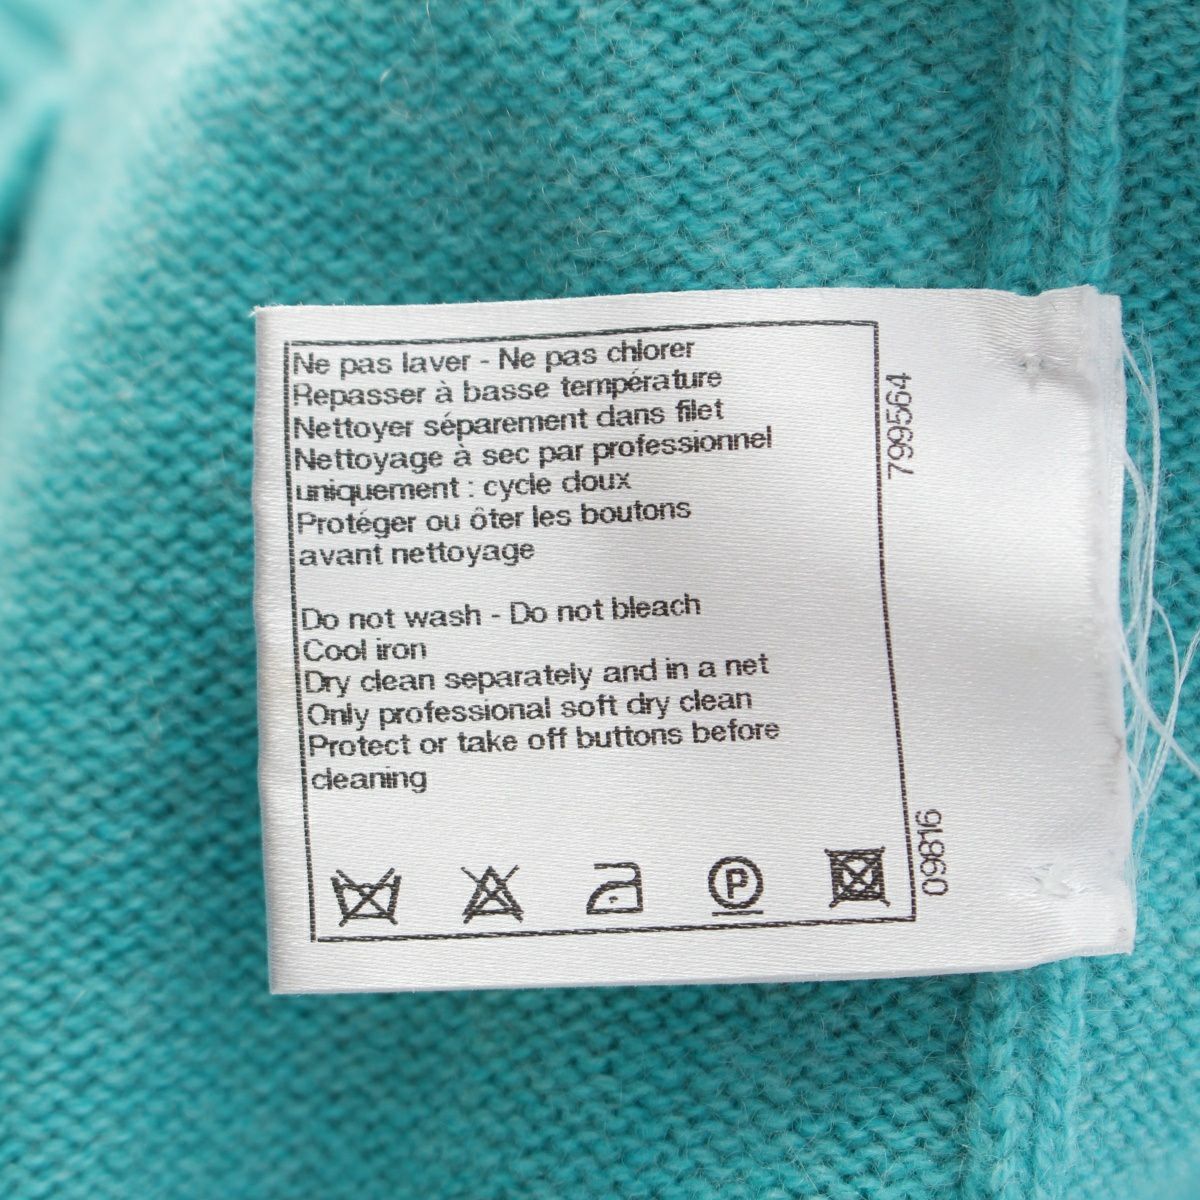 Ne pas laver - Ne pas chlorer
Repasser à basse température
Nettoyer séparement dans filet
Nettoyage à sec par professionnel
uniquement : cycle doux
Protéger ou ôter les boutons
avant nettoyage
Do not wash - Do not bleach
Cool iron
Dry clean separately and in a net
Only professional soft dry clean
Protect or take off buttons before
cleaning
P
799564
09816